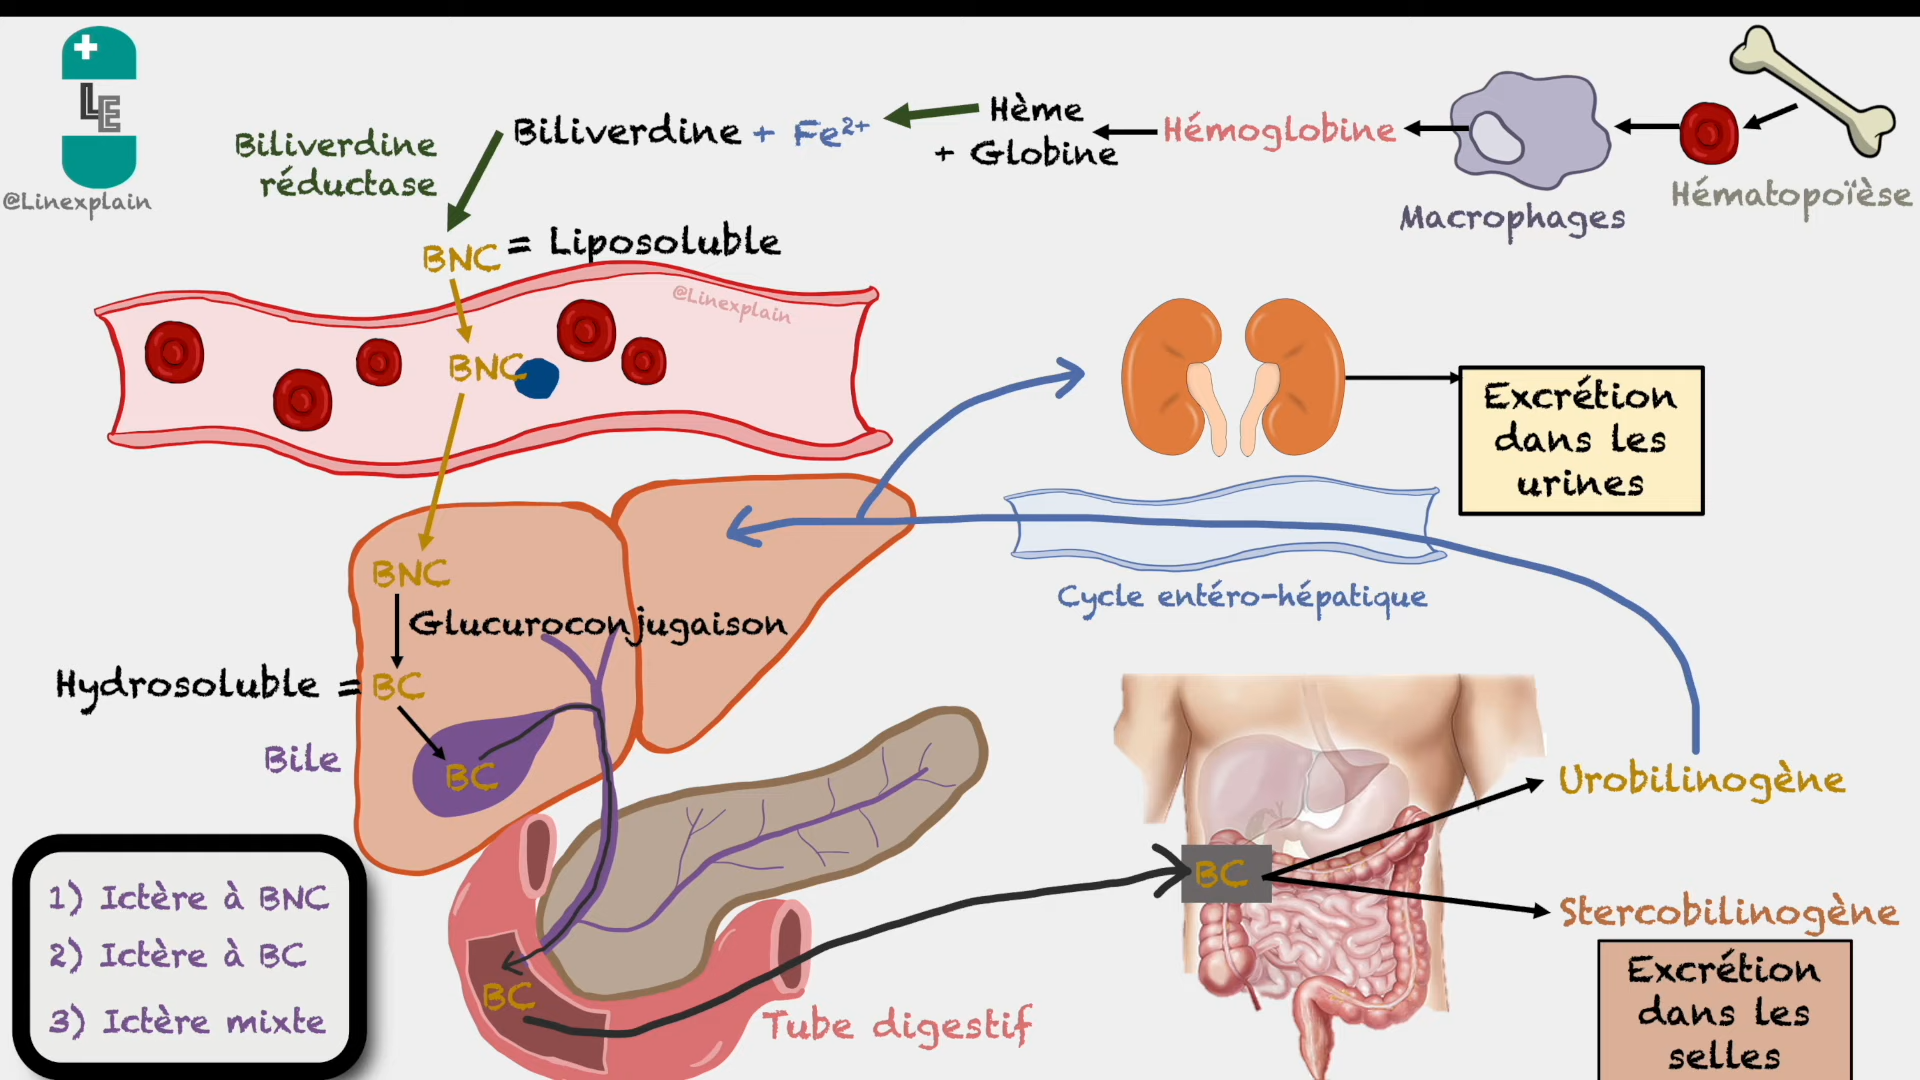 LE
@Linexplain
Biliverdine
réductase
Biliverdine + Fe²⁺
Hème
+ Globine
Hémoglobine
Macrophages
Hématopoïèse
BNC = Liposoluble
@Linexplain
BNC
Excrétion
dans les
urines
BNC
Glucuroconjugaison
Cycle entéro-hépatique
Hydrosoluble = BC
Bile
BC
Urobilinogène
BC
Stercobilinogène
Excrétion
dans les
selles
1) Ictère à BNC
2) Ictère à BC
3) Ictère mixte
BC
Tube digestif